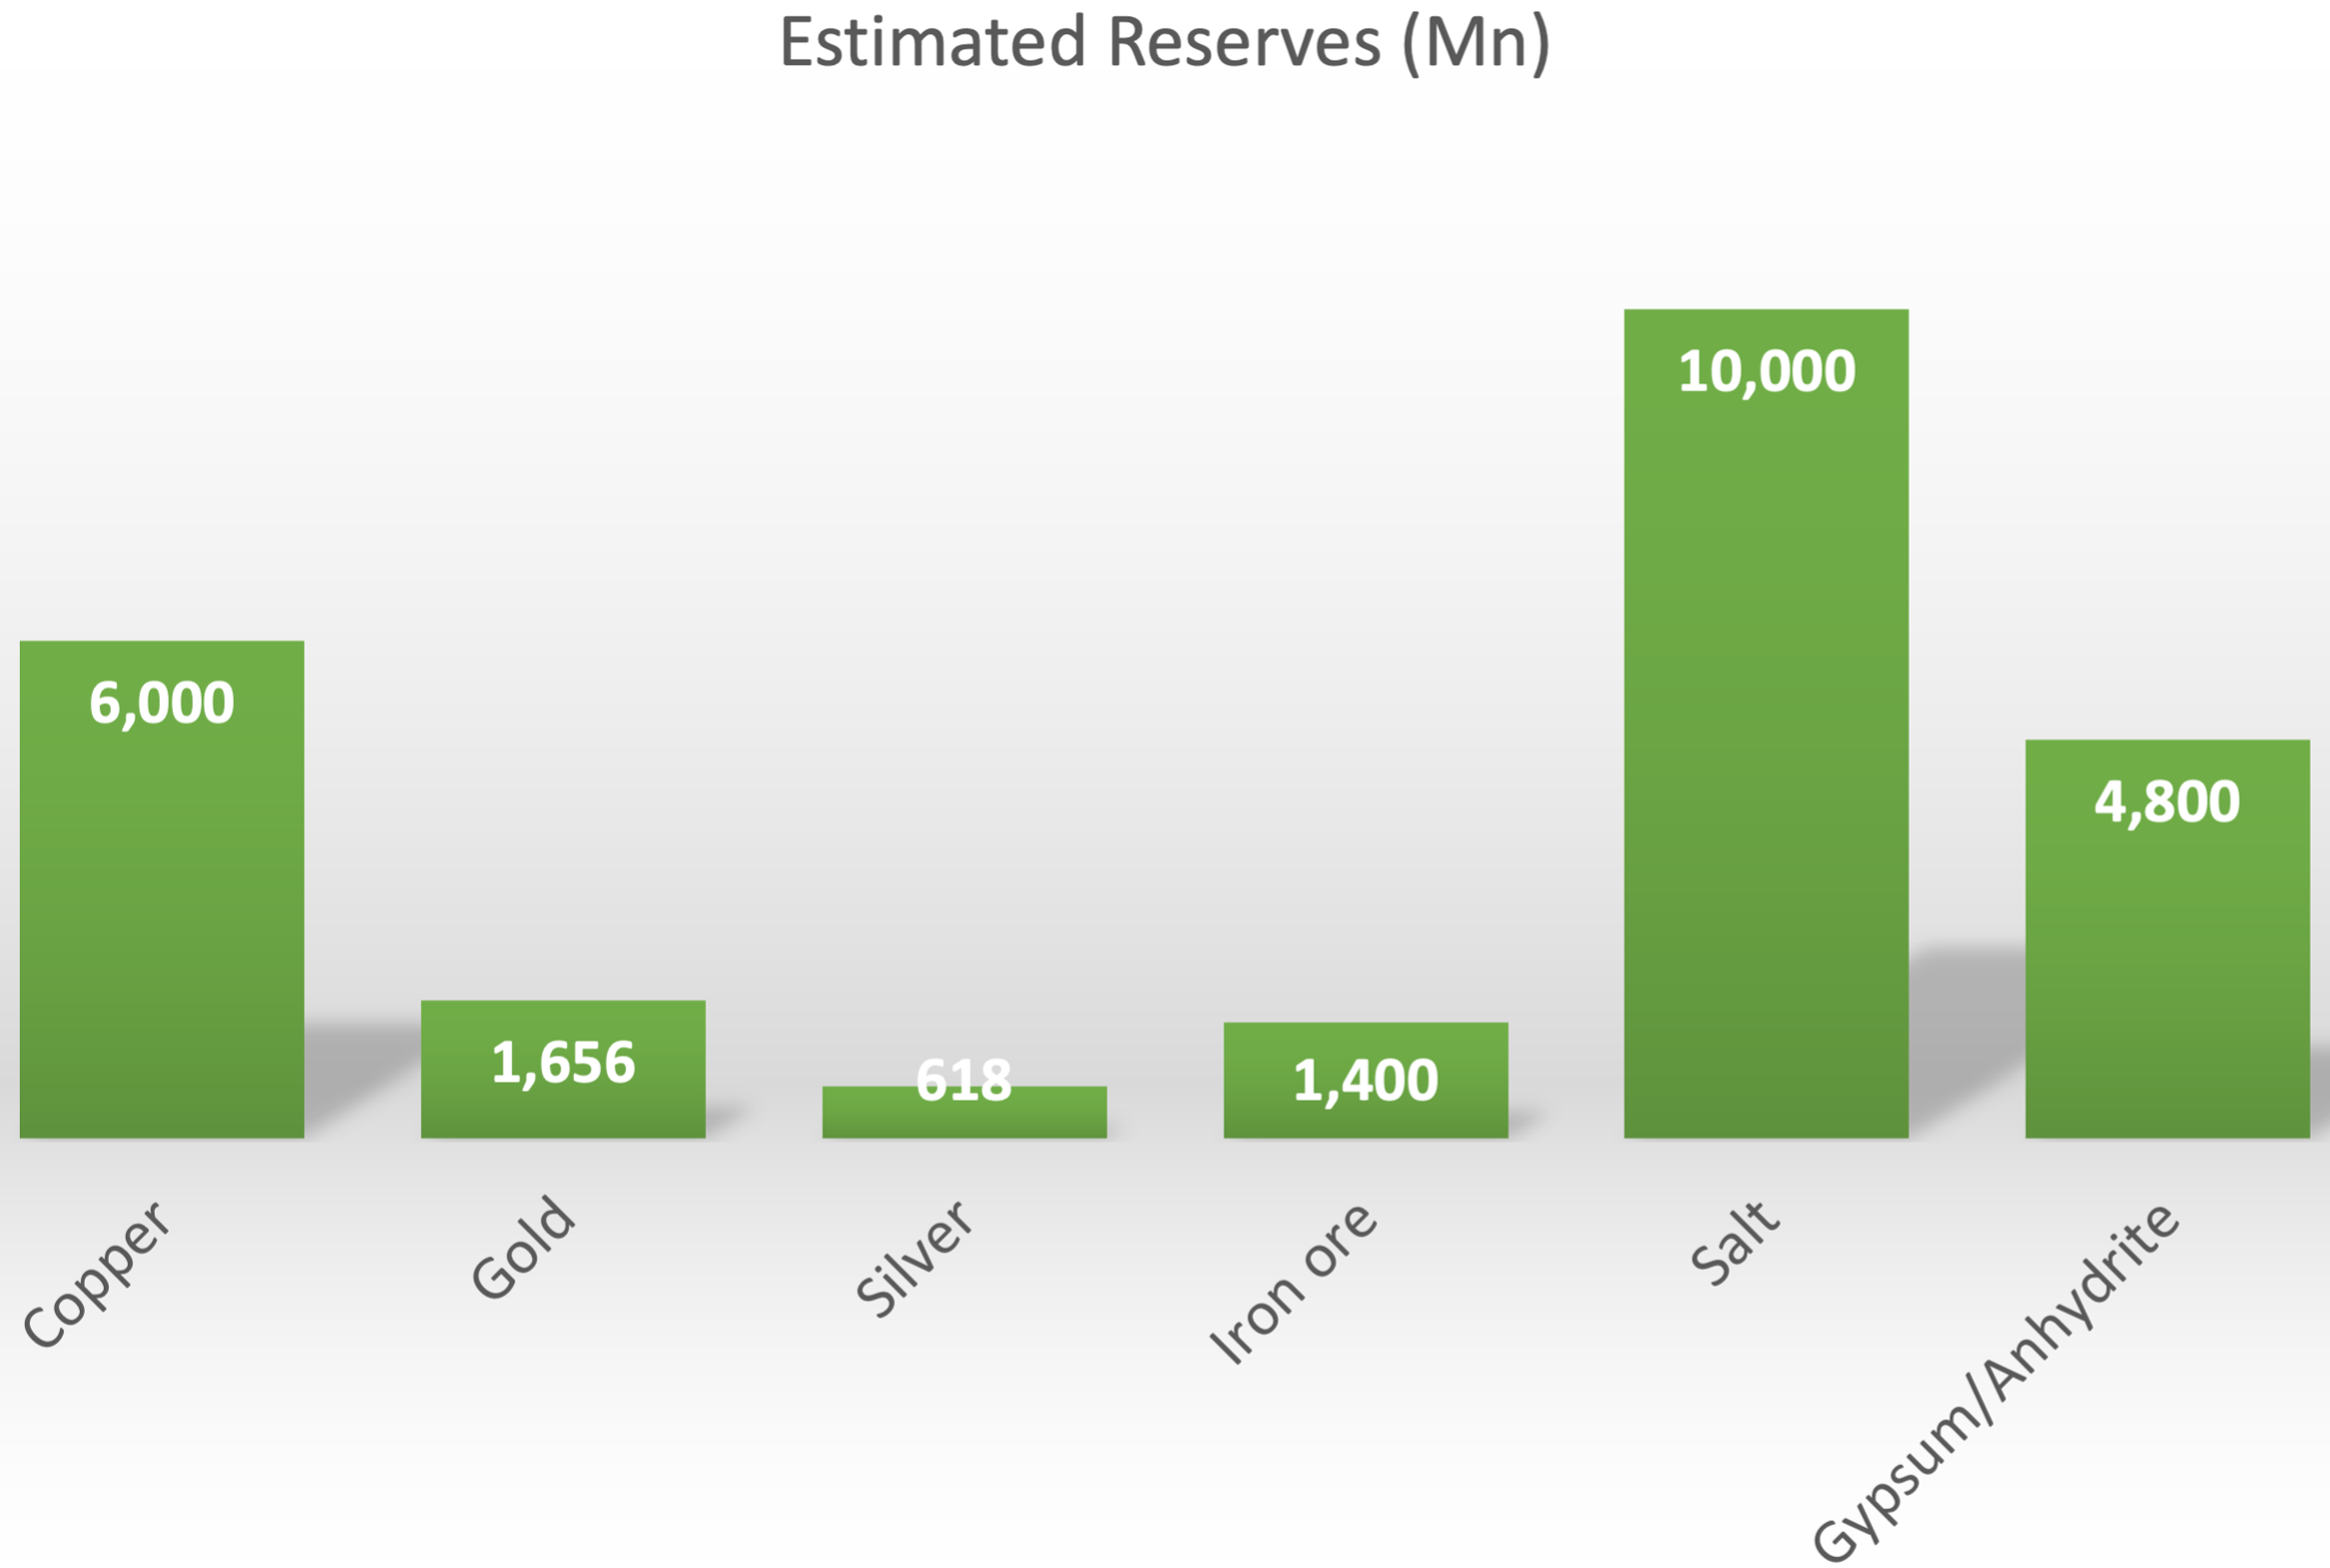 Estimated Reserves (Mn)
10,000
6,000
4,800
1,656
618
1,400
Copper
Gold
Silver
Iron ore
Salt
Gypsum/Anhydrite